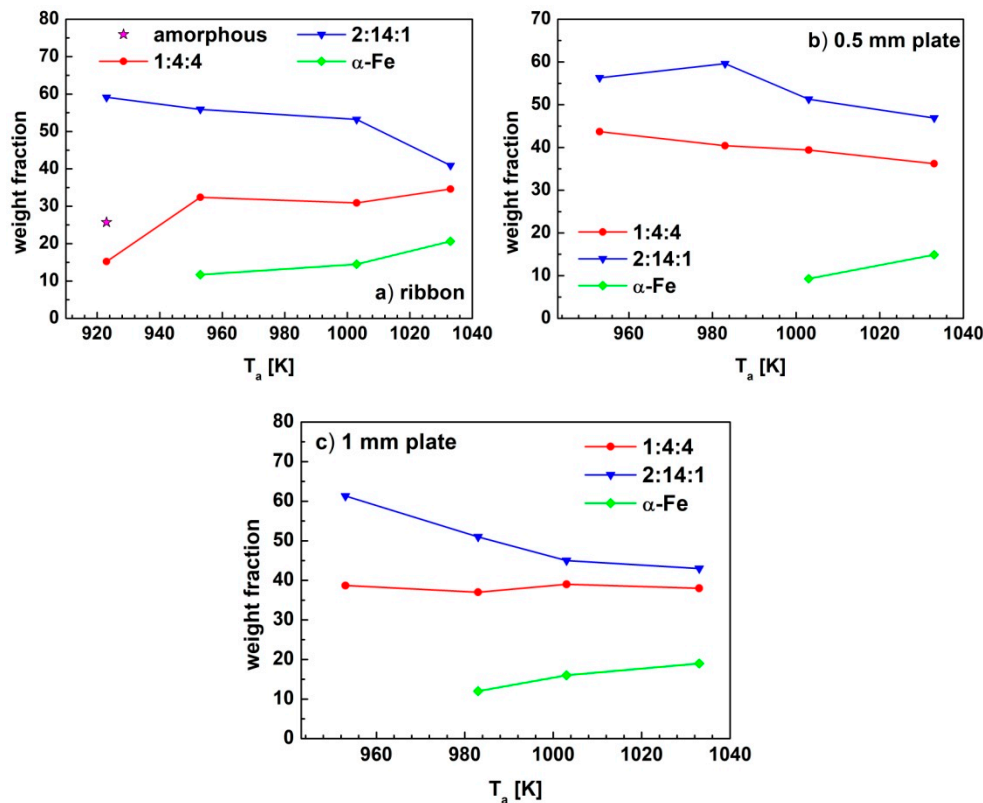 80
70
60
50
40
30
20
10
0
weight fraction
amorphous
2:14:1
1:4:4
α-Fe
a) ribbon
920 940 960 980 1000 1020 1040
Tₐ [K]
70
60
50
40
30
20
10
0
weight fraction
b) 0.5 mm plate
1:4:4
2:14:1
α-Fe
960 980 1000 1020 1040
Tₐ [K]
80
70
60
50
40
30
20
10
0
weight fraction
c) 1 mm plate
1:4:4
2:14:1
α-Fe
960 980 1000 1020 1040
Tₐ [K]